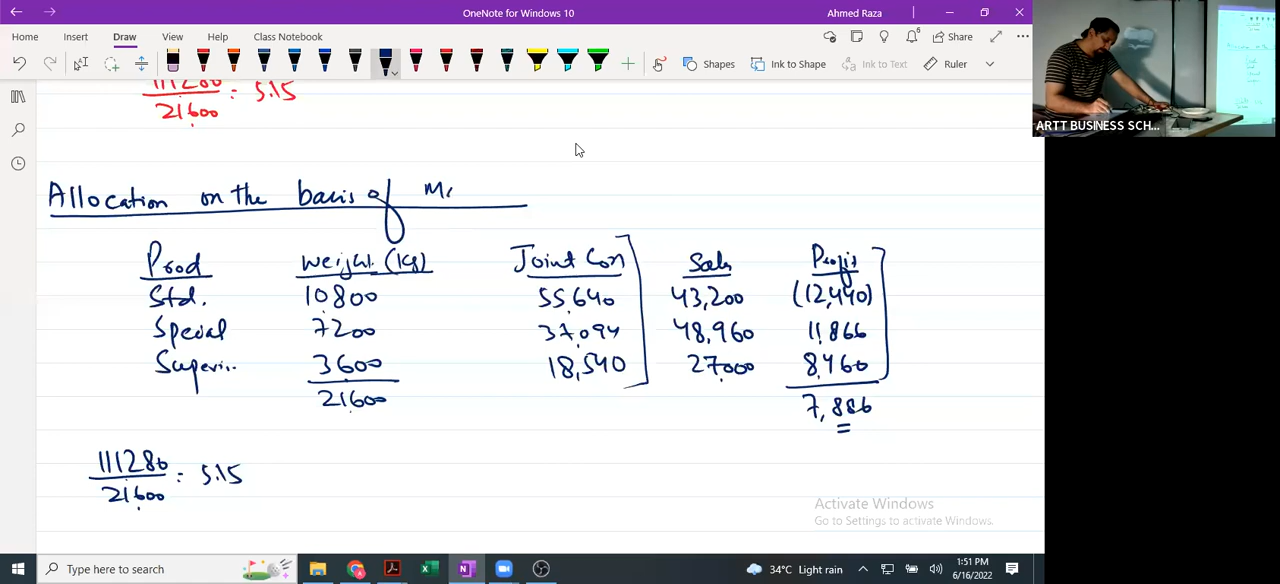 OneNote for Windows 10
Ahmed Raza
Home Insert Draw View Help Class Notebook
Share
Shapes Ink to Shape Ink to Text Ruler
ARTT BUSINESS SCH...
111280
21600 = 5.15
Allocation on the basis of M
Prod Weight (Kg) Joint Con Sales Profit
Std. 10800 55,640 43,200 (12,440)
Special 7200 37,094 48,960 11,866
Superi.. 3600 18,540 27,000 8,460
21600 7,886
111280
21600 = 5.15
Activate Windows
Go to Settings to activate Windows.
Type here to search
34°C Light rain
1:51 PM
6/16/2022